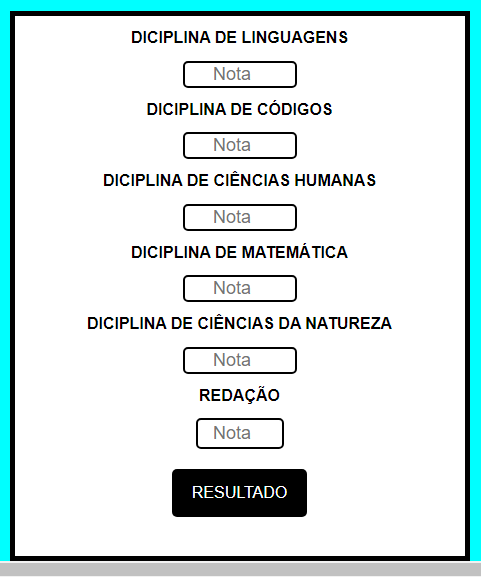 DICIPLINA DE LINGUAGENS
Nota
DICIPLINA DE CÓDIGOS
Nota
DICIPLINA DE CIÊNCIAS HUMANAS
Nota
DICIPLINA DE MATEMÁTICA
Nota
DICIPLINA DE CIÊNCIAS DA NATUREZA
Nota
REDAÇÃO
Nota
RESULTADO